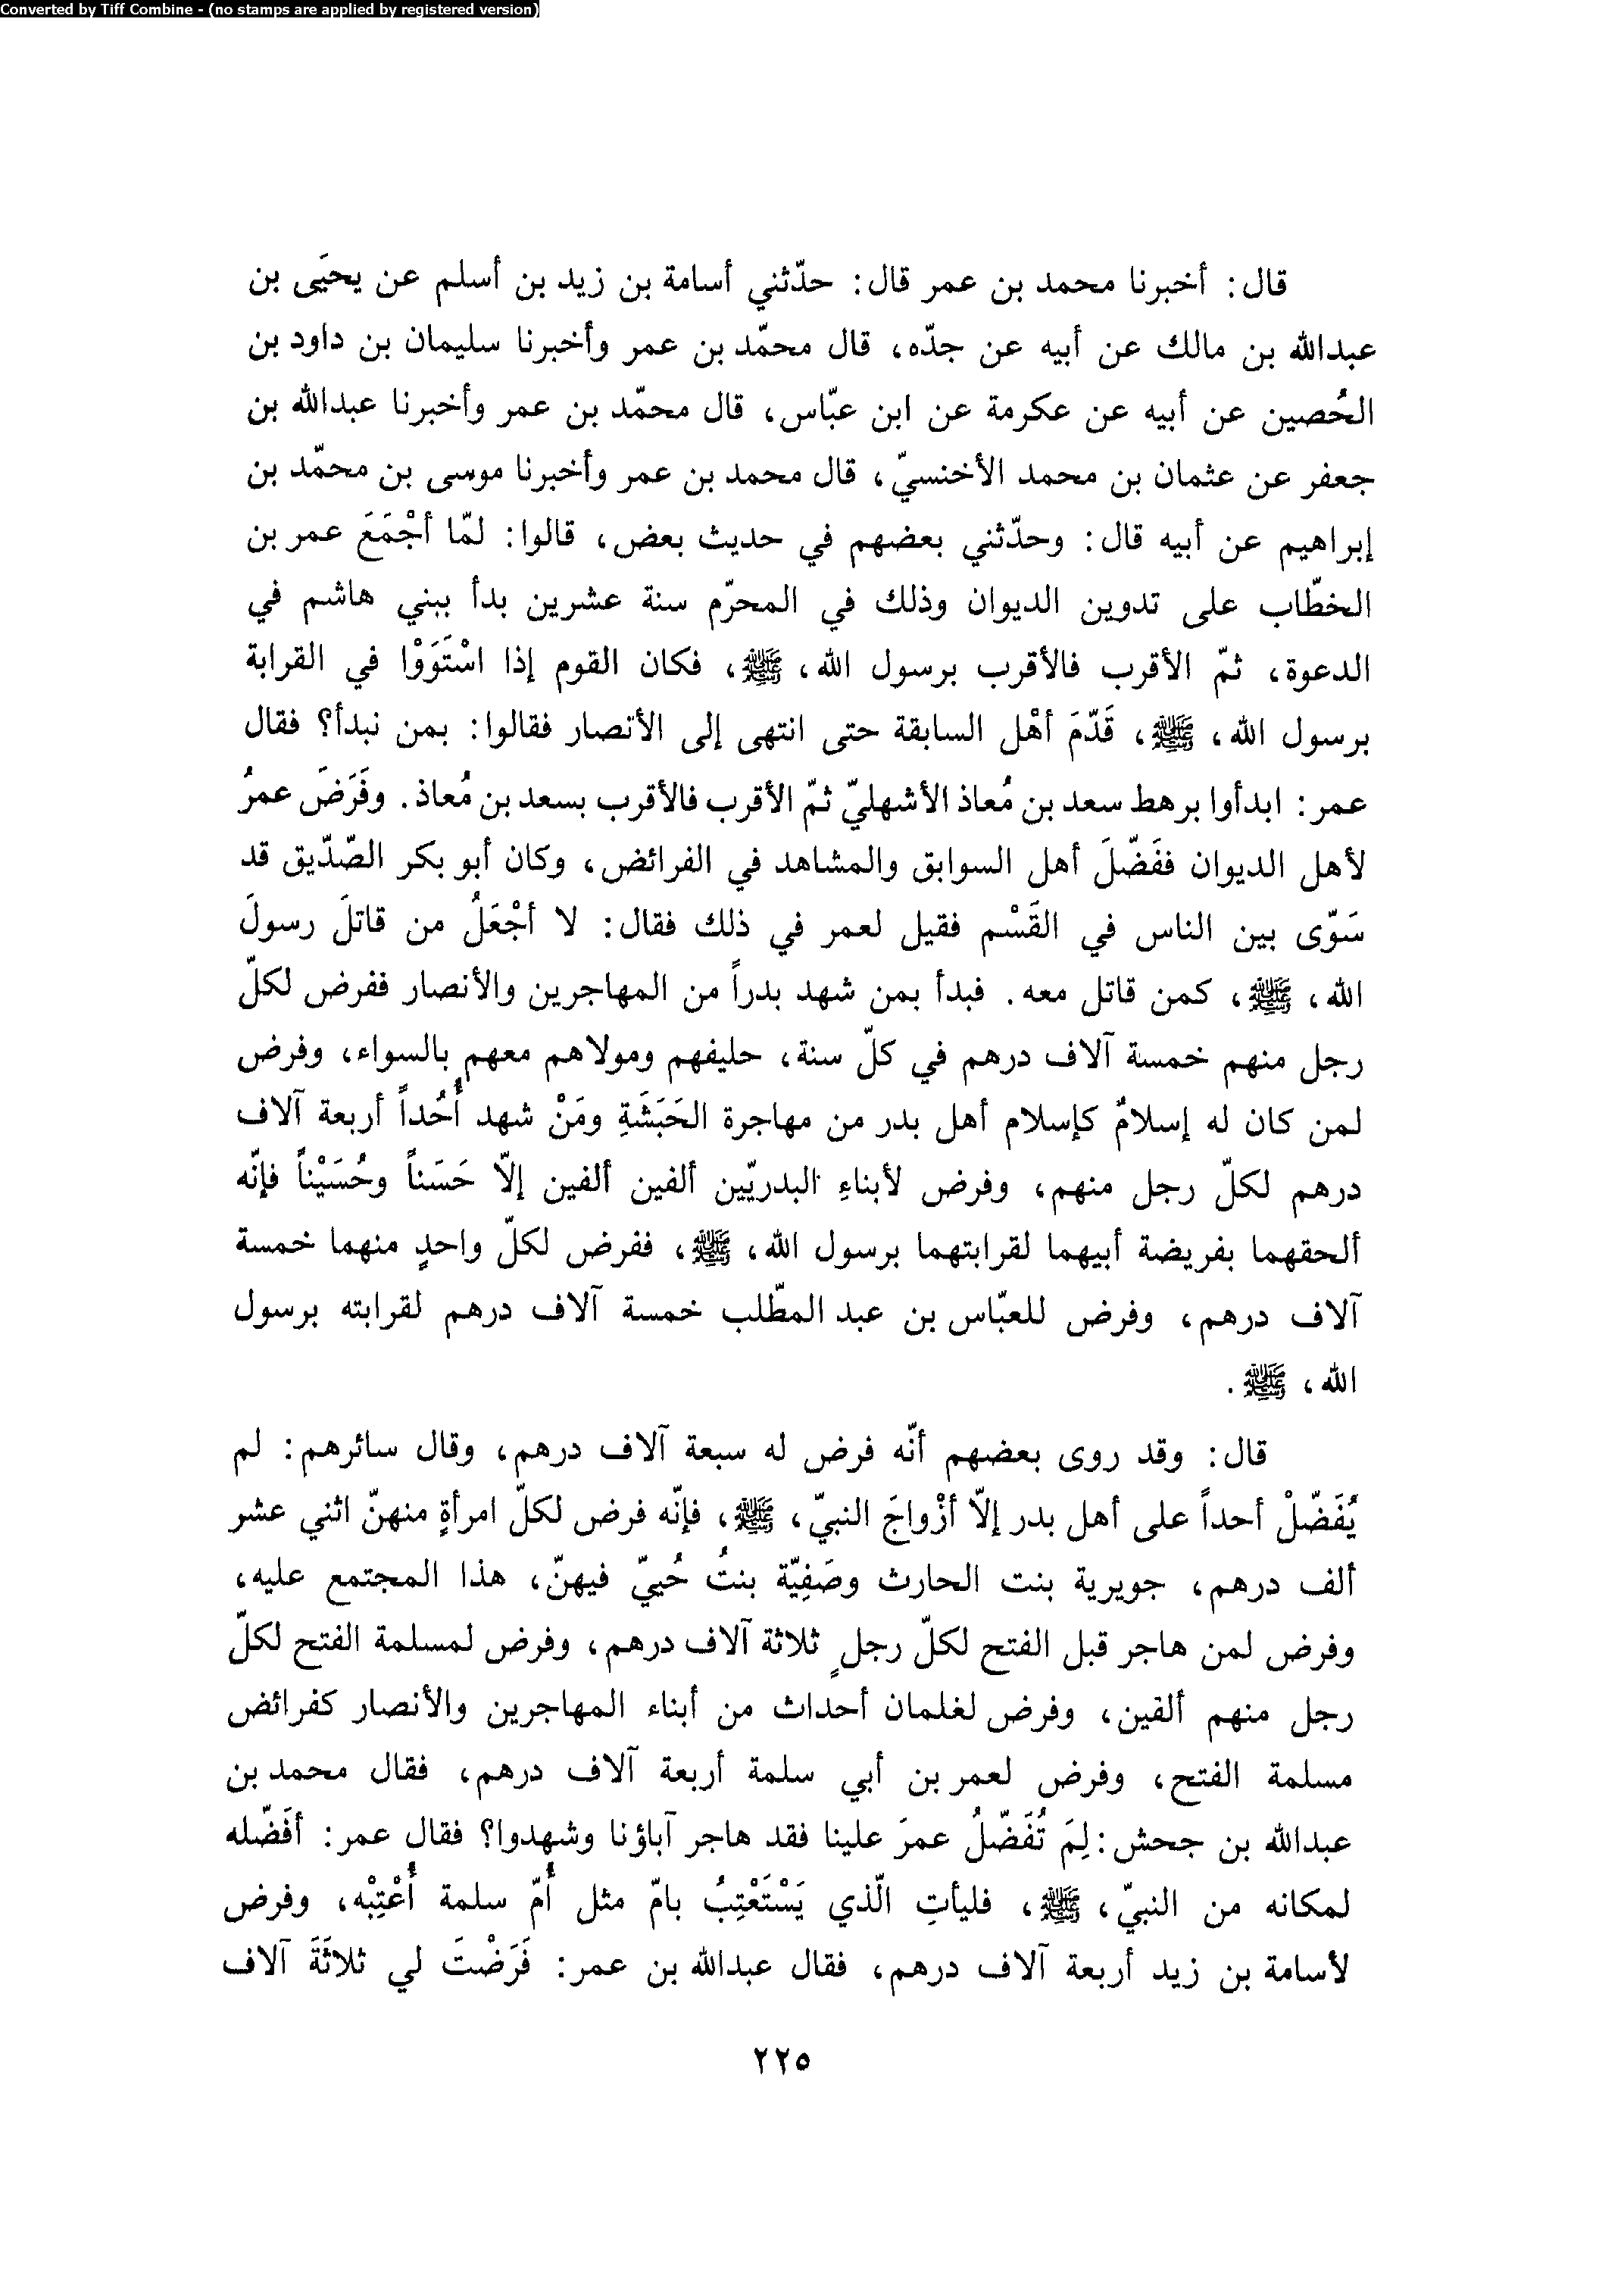 Converted by Tiff Combine - (no stamps are applied by registered version)
قال: أخبرنا محمد بن عمر قال: حدّثني أسامة بن زيد بن أسلم عن يحيَى بن
عبدالله بن مالك عن أبيه عن جدّه، قال محمّد بن عمر وأخبرنا سليمان بن داود بن
الحُصين عن أبيه عن عكرمة عن ابن عبّاس، قال محمّد بن عمر وأخبرنا عبدالله بن
جعفر عن عثمان بن محمد الأخنسيّ، قال محمد بن عمر وأخبرنا موسى بن محمّد بن
إبراهيم عن أبيه قال: وحدّثني بعضهم في حديث بعض، قالوا: لمّا أجْمَعَ عمر بن
الخطّاب على تدوين الديوان وذلك في المحرّم سنة عشرين بدأ ببني هاشم في
الدعوة، ثمّ الأقرب فالأقرب برسول الله، ﷺ، فكان القوم إذا اسْتَوَوْا في القرابة
برسول الله، ﷺ، قَدّمَ أهْل السابقة حتى انتهى إلى الأنصار فقالوا: بمن نبدأ؟ فقال
عمر: ابدأوا برهط سعد بن مُعاذ الأشهليّ ثمّ الأقرب فالأقرب بسعد بن مُعاذ. وفَرَضَ عمرُ
لأهل الديوان ففَضّلَ أهل السوابق والمشاهد في الفرائض، وكان أبو بكر الصّدّيق قد
سَوّى بين الناس في القَسْم فقيل لعمر في ذلك فقال: لا أجْعَلُ من قاتلَ رسولَ
الله، ﷺ، كمن قاتل معه. فبدأ بمن شهد بدراً من المهاجرين والأنصار ففرض لكلّ
رجل منهم خمسة آلاف درهم في كلّ سنة، حليفهم ومولاهم معهم بالسواء، وفرض
لمن كان له إسلامٌ كإسلام أهل بدر من مهاجرة الحَبَشَةِ ومَنْ شهد أُحُداً أربعة آلاف
درهم لكلّ رجل منهم، وفرض لأبناءِ البدريّين ألفين ألفين إلاّ حَسَناً وحُسَيْناً فإنّه
ألحقهما بفريضة أبيهما لقرابتهما برسول الله، ﷺ، ففرض لكلّ واحدٍ منهما خمسة
آلاف درهم، وفرض للعبّاس بن عبد المطّلب خمسة آلاف درهم لقرابته برسول
الله، ﷺ.
قال: وقد روى بعضهم أنّه فرض له سبعة آلاف درهم، وقال سائرهم: لم
يُفَضّلْ أحداً على أهل بدر إلاّ أزْواجَ النبيّ، ﷺ، فإنّه فرض لكلّ امرأةٍ منهنّ اثني عشر
ألف درهم، جويرية بنت الحارث وصَفِيّة بنتُ حُييّ فيهنّ، هذا المجتمع عليه،
وفرض لمن هاجر قبل الفتح لكلّ رجلٍ ثلاثة آلاف درهم، وفرض لمسلمة الفتح لكلّ
رجل منهم ألفين، وفرض لغلمان أحداث من أبناء المهاجرين والأنصار كفرائض
مسلمة الفتح، وفرض لعمر بن أبي سلمة أربعة آلاف درهم، فقال محمد بن
عبدالله بن جحش: لِمَ تُفَضّلُ عمرَ علينا فقد هاجر آباؤنا وشهدوا؟ فقال عمر: أفَضّله
لمكانه من النبيّ، ﷺ، فليأتِ الّذي يَسْتَعْتِبُ بامّ مثل أُمّ سلمة أُعْتِبْه، وفرض
لأسامة بن زيد أربعة آلاف درهم، فقال عبدالله بن عمر: فَرَضْتَ لي ثلاثَةَ آلاف
٢٢٥